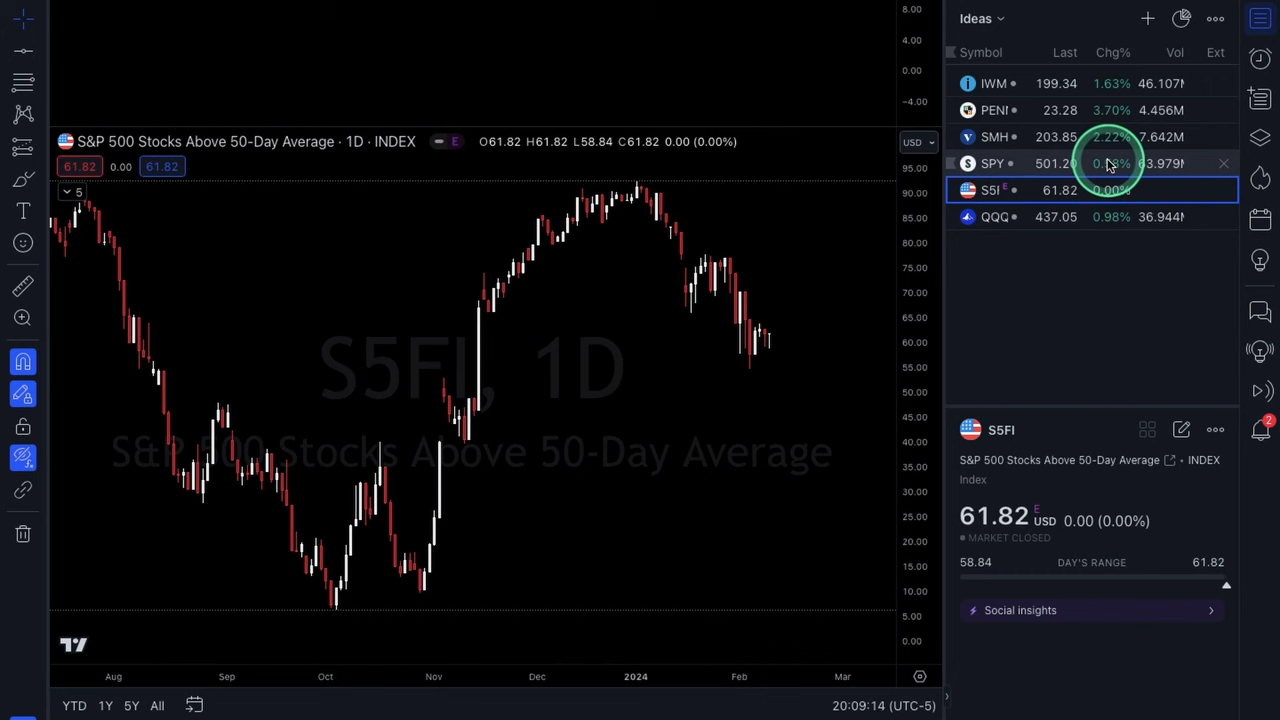 8.00
4.00
0.00
−4.00
S&P 500 Stocks Above 50-Day Average · 1D · INDEX E O61.82 H61.82 L58.84 C61.82 0.00 (0.00%)
USD
61.82 0.00 61.82
5
95.00
90.00
85.00
80.00
75.00
70.00
65.00
60.00
55.00
50.00
45.00
40.00
35.00
30.00
25.00
20.00
15.00
10.00
5.00
0.00
S5FI, 1D
S&P 500 Stocks Above 50-Day Average
Aug Sep Oct Nov Dec 2024 Feb Mar
YTD 1Y 5Y All
20:09:14 (UTC-5)
Ideas
Symbol Last Chg% Vol Ext
IWM 199.34 1.63% 46.107M
PENI 23.28 3.70% 4.456M
SMH 203.85 2.22% 7.642M
SPY 501.20 63.979M
S5I E 61.82 0.00%
QQQ 437.05 0.98% 36.944M
2
S5FI
S&P 500 Stocks Above 50-Day Average • INDEX
Index
61.82 E USD 0.00 (0.00%)
MARKET CLOSED
58.84 DAY'S RANGE 61.82
Social insights